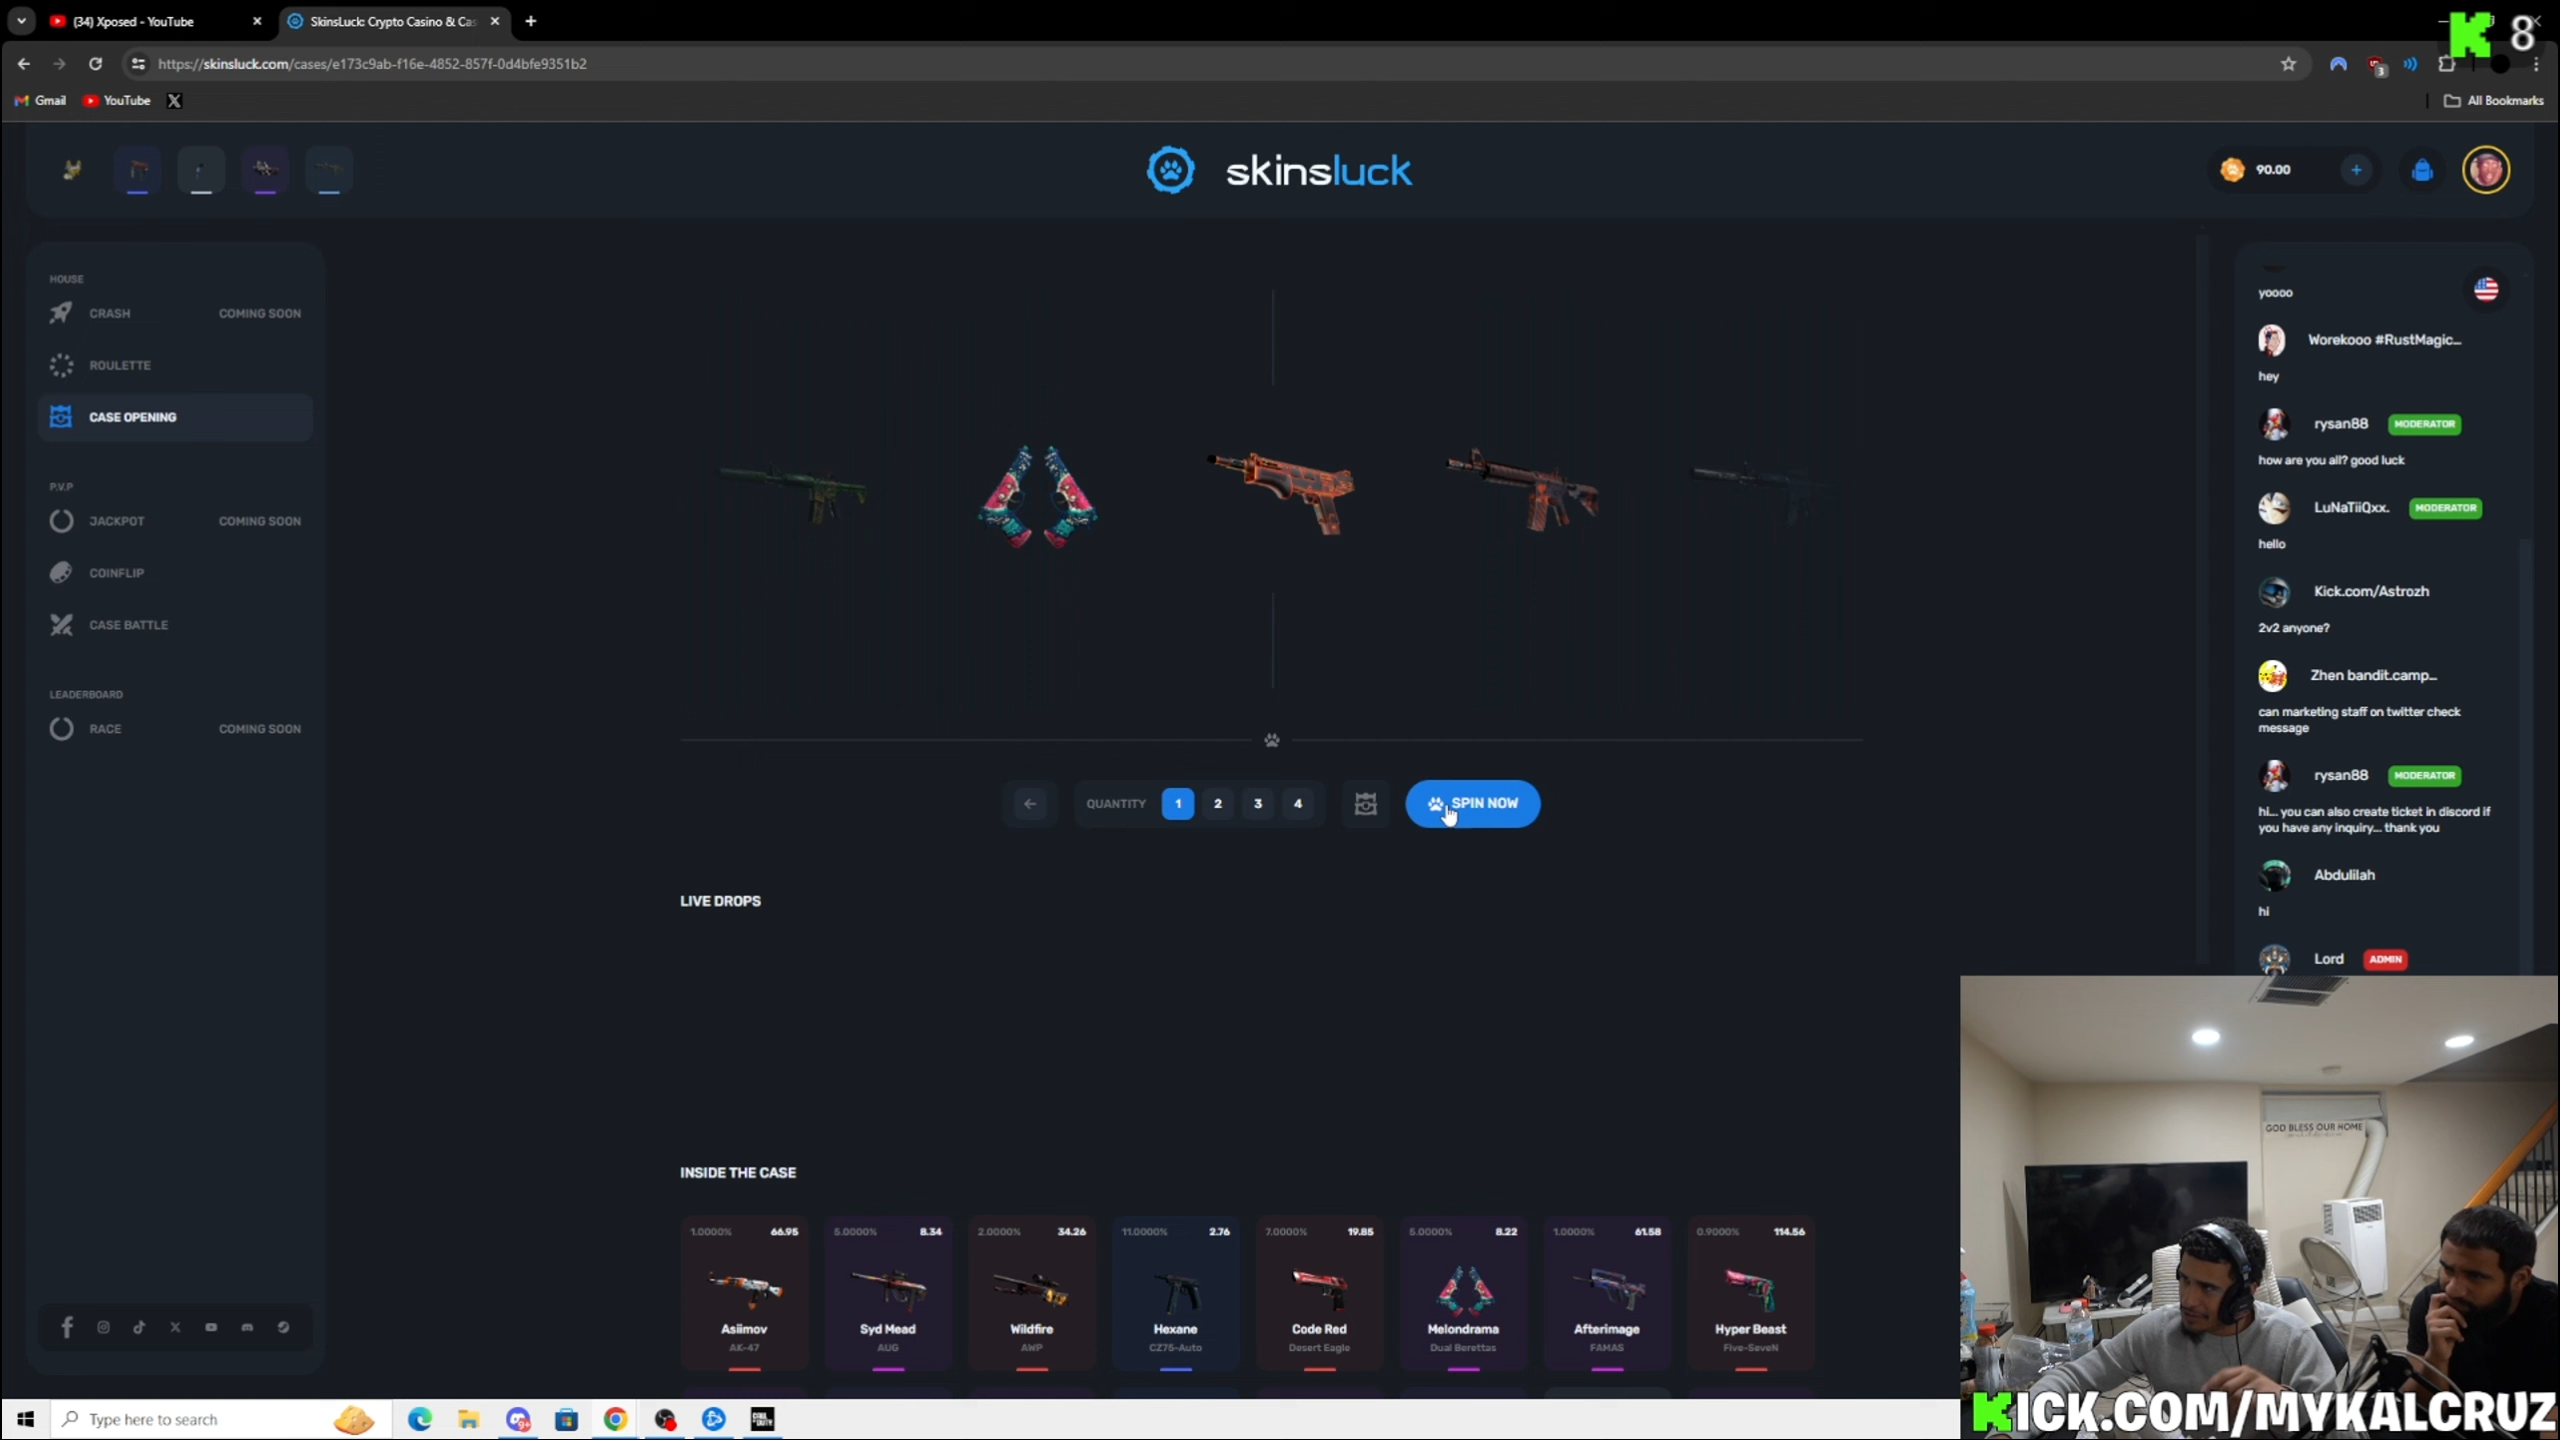 (34) Xposed - YouTube
SkinsLuck: Crypto Casino & Cas
K 8
https://skinsluck.com/cases/e173c9ab-f16e-4852-857f-0d4bfe9351b2
3
Gmail
YouTube
All Bookmarks
skinsluck
90.00
HOUSE
CRASH COMING SOON
ROULETTE
CASE OPENING
P.V.P
JACKPOT COMING SOON
COINFLIP
CASE BATTLE
LEADERBOARD
RACE COMING SOON
QUANTITY 1 2 3 4
SPIN NOW
LIVE DROPS
INSIDE THE CASE
1.0000% 66.95
Asiimov
AK-47
5.0000% 8.34
Syd Mead
AUG
2.0000% 34.26
Wildfire
AWP
11.0000% 2.76
Hexane
CZ75-Auto
7.0000% 19.85
Code Red
Desert Eagle
5.0000% 8.22
Melondrama
Dual Berettas
1.0000% 61.58
Afterimage
FAMAS
0.9000% 114.56
Hyper Beast
Five-SeveN
yoooo
Worekooo #RustMagic...
hey
rysan88 MODERATOR
how are you all? good luck
LuNaTiiQxx. MODERATOR
hello
Kick.com/Astrozh
2v2 anyone?
Zhen bandit.camp...
can marketing staff on twitter check
message
rysan88 MODERATOR
hi... you can also create ticket in discord if
you have any inquiry... thank you
Abdulilah
hi
Lord ADMIN
GOD BLESS OUR HOME
KICK.COM/MYKALCRUZ
Type here to search